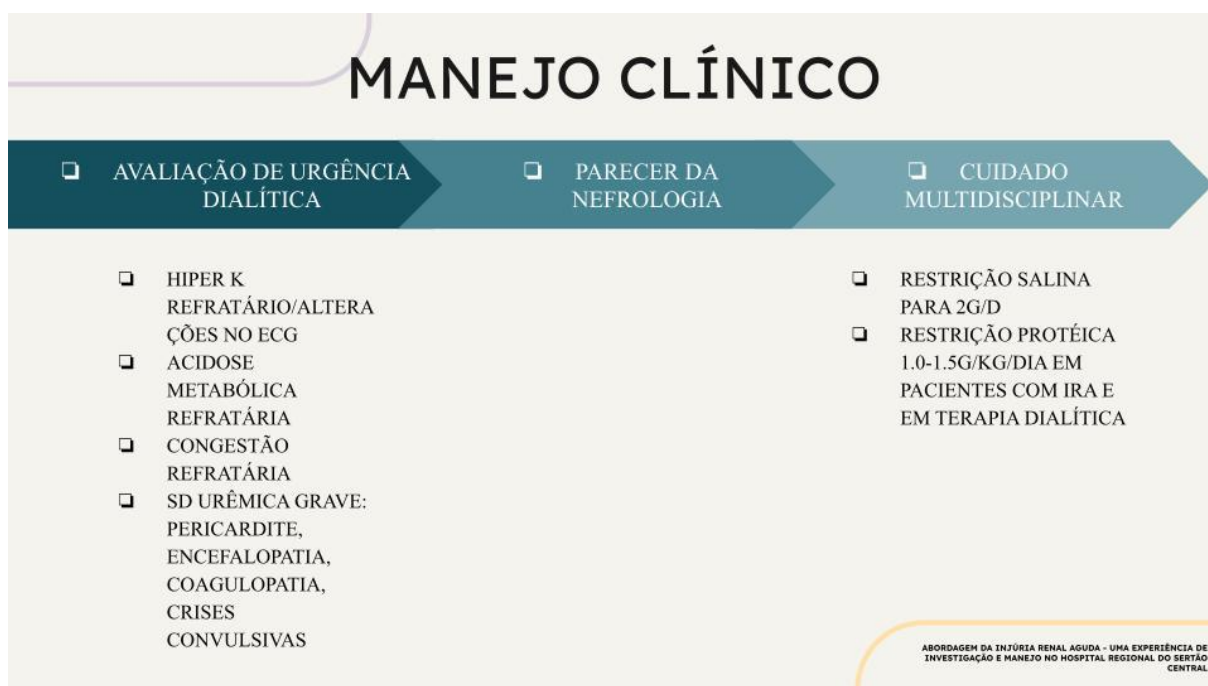 MANEJO CLÍNICO
❏ AVALIAÇÃO DE URGÊNCIA
DIALÍTICA
❏ PARECER DA
NEFROLOGIA
❏ CUIDADO
MULTIDISCIPLINAR
❏ HIPER K
REFRATÁRIO/ALTERA
ÇÕES NO ECG
❏ ACIDOSE
METABÓLICA
REFRATÁRIA
❏ CONGESTÃO
REFRATÁRIA
❏ SD URÊMICA GRAVE:
PERICARDITE,
ENCEFALOPATIA,
COAGULOPATIA,
CRISES
CONVULSIVAS
❏ RESTRIÇÃO SALINA
PARA 2G/D
❏ RESTRIÇÃO PROTÉICA
1.0-1.5G/KG/DIA EM
PACIENTES COM IRA E
EM TERAPIA DIALÍTICA
ABORDAGEM DA INJÚRIA RENAL AGUDA - UMA EXPERIÊNCIA DE
INVESTIGAÇÃO E MANEJO NO HOSPITAL REGIONAL DO SERTÃO
CENTRAL